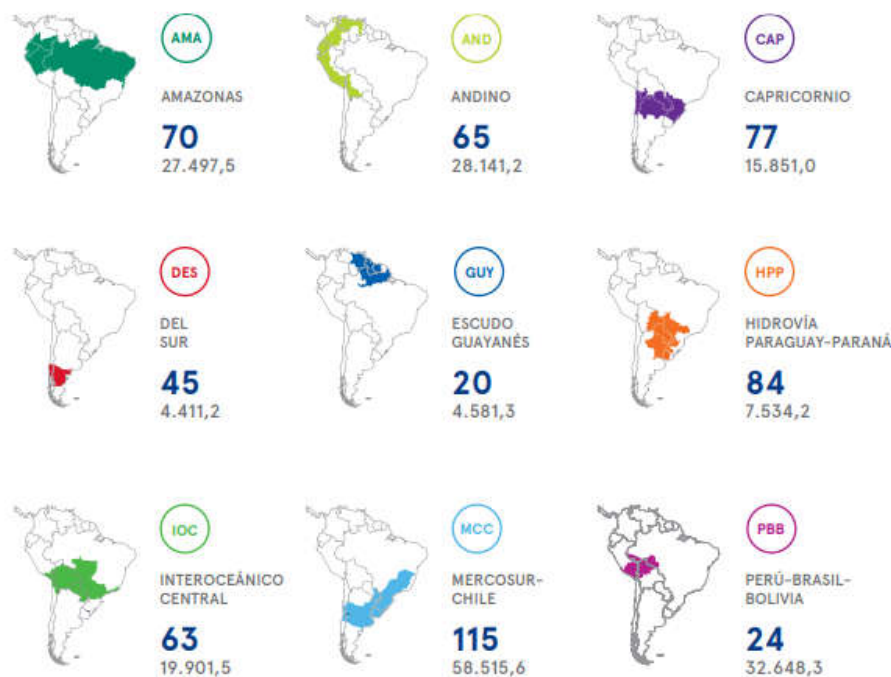 AMA
AMAZONAS
70
27.497,5
AND
ANDINO
65
28.141,2
CAP
CAPRICORNIO
77
15.851,0
DES
DEL
SUR
45
4.411,2
GUY
ESCUDO
GUAYANÉS
20
4.581,3
HPP
HIDROVÍA
PARAGUAY-PARANÁ
84
7.534,2
IOC
INTEROCEÁNICO
CENTRAL
63
19.901,5
MCC
MERCOSUR-
CHILE
115
58.515,6
PBB
PERÚ-BRASIL-
BOLIVIA
24
32.648,3